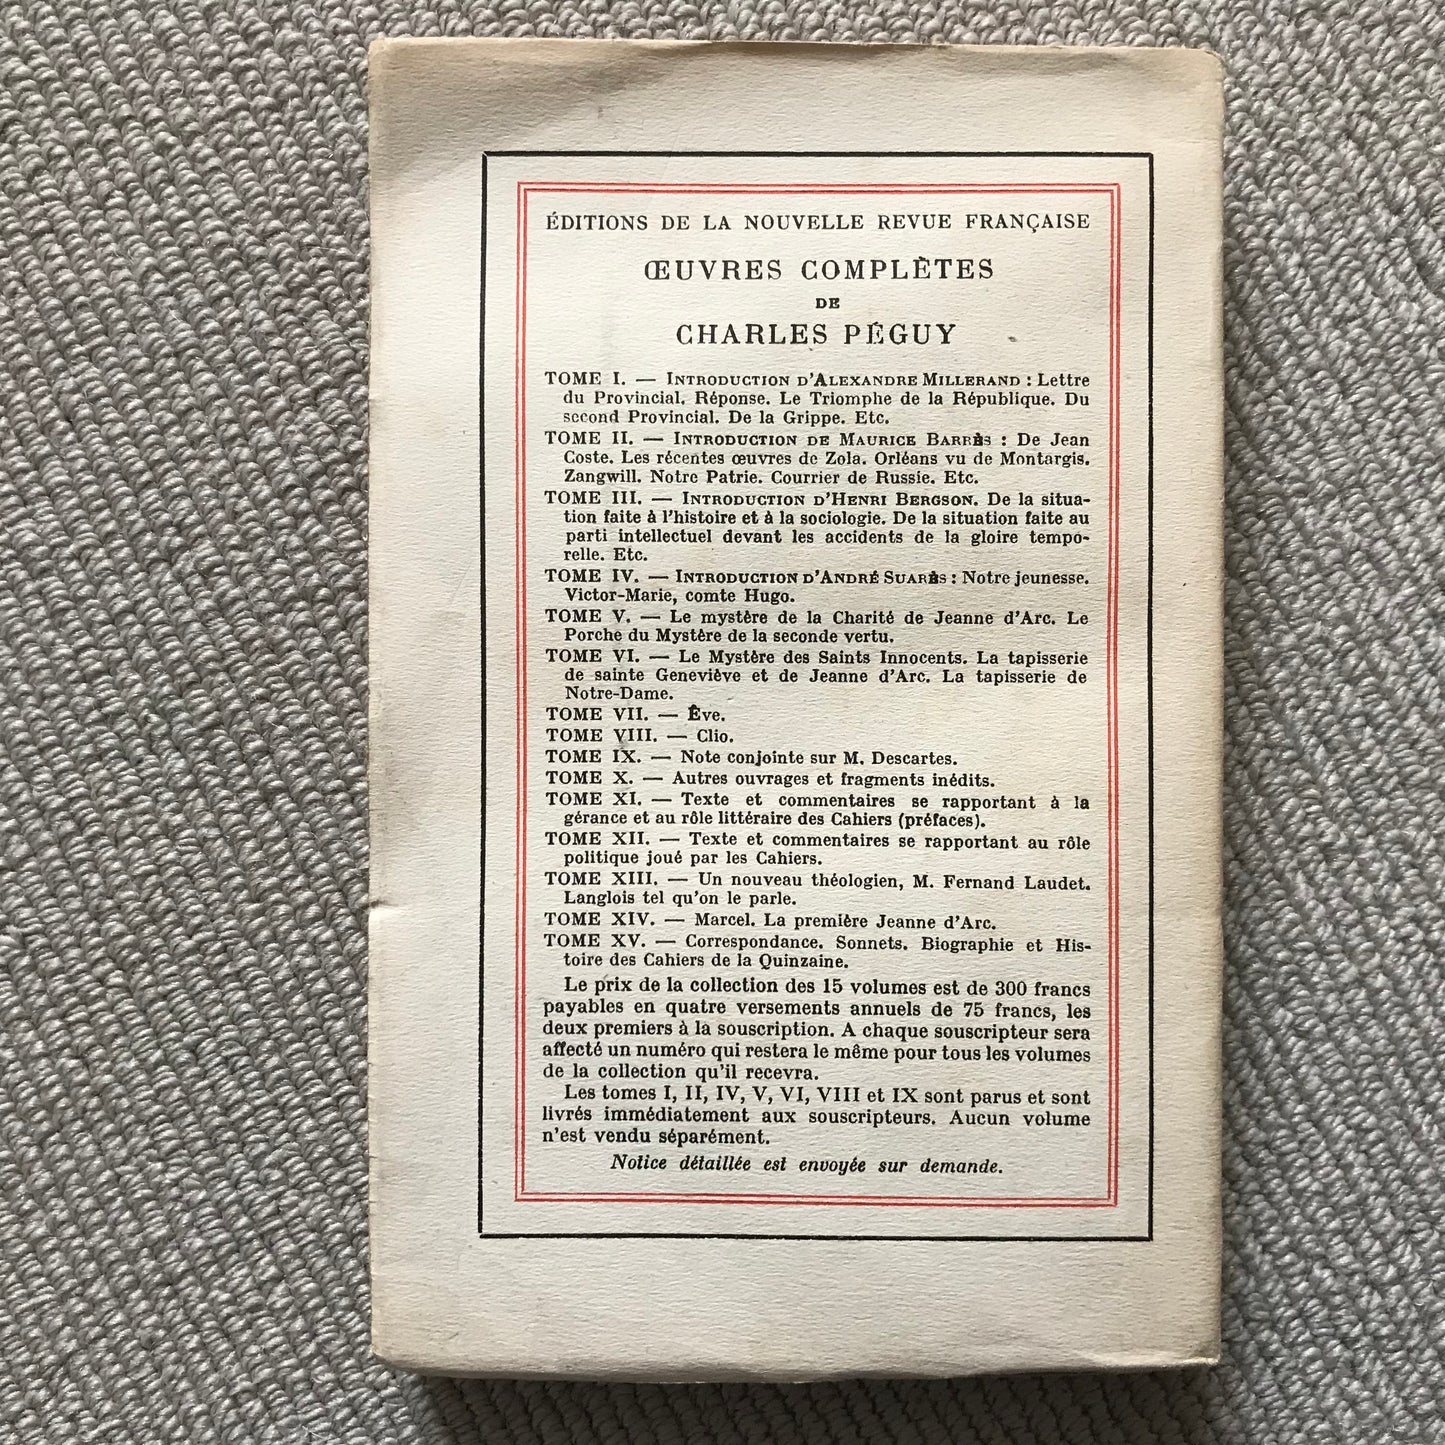 ÉDITIONS DE LA NOUVELLE REVUE FRANÇAISE
ŒUVRES COMPLÈTES
DE
CHARLES PÉGUY
TOME I. — INTRODUCTION D'ALEXANDRE MILLERAND : Lettre
du Provincial. Réponse. Le Triomphe de la République. Du
second Provincial. De la Grippe. Etc.
TOME II. — INTRODUCTION DE MAURICE BARRÈS : De Jean
Coste. Les récentes œuvres de Zola. Orléans vu de Montargis.
Zangwill. Notre Patrie. Courrier de Russie. Etc.
TOME III. — INTRODUCTION D'HENRI BERGSON. De la situa-
tion faite à l'histoire et à la sociologie. De la situation faite au
parti intellectuel devant les accidents de la gloire tempo-
relle. Etc.
TOME IV. — INTRODUCTION D'ANDRÉ SUARÈS : Notre jeunesse.
Victor-Marie, comte Hugo.
TOME V. — Le mystère de la Charité de Jeanne d'Arc. Le
Porche du Mystère de la seconde vertu.
TOME VI. — Le Mystère des Saints Innocents. La tapisserie
de sainte Geneviève et de Jeanne d'Arc. La tapisserie de
Notre-Dame.
TOME VII. — Êve.
TOME VIII. — Clio.
TOME IX. — Note conjointe sur M. Descartes.
TOME X. — Autres ouvrages et fragments inédits.
TOME XI. — Texte et commentaires se rapportant à la
gérance et au rôle littéraire des Cahiers (préfaces).
TOME XII. — Texte et commentaires se rapportant au rôle
politique joué par les Cahiers.
TOME XIII. — Un nouveau théologien, M. Fernand Laudet.
Langlois tel qu'on le parle.
TOME XIV. — Marcel. La première Jeanne d'Arc.
TOME XV. — Correspondance. Sonnets. Biographie et His-
toire des Cahiers de la Quinzaine.
Le prix de la collection des 15 volumes est de 300 francs
payables en quatre versements annuels de 75 francs, les
deux premiers à la souscription. A chaque souscripteur sera
affecté un numéro qui restera le même pour tous les volumes
de la collection qu'il recevra.
Les tomes I, II, IV, V, VI, VIII et IX sont parus et sont
livrés immédiatement aux souscripteurs. Aucun volume
n'est vendu séparément.
Notice détaillée est envoyée sur demande.